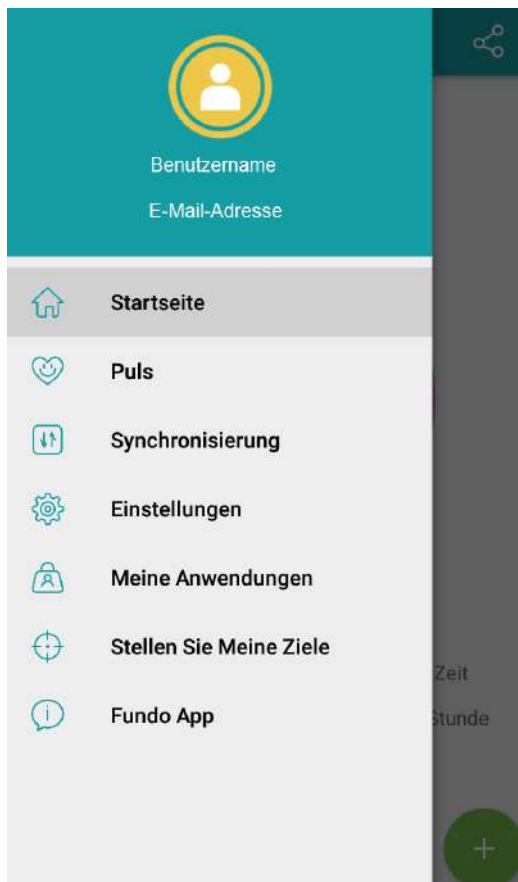 Benutzername
E-Mail-Adresse
Startseite
Puls
Synchronisierung
Einstellungen
Meine Anwendungen
Stellen Sie Meine Ziele
Fundo App
Zeit
Stunde